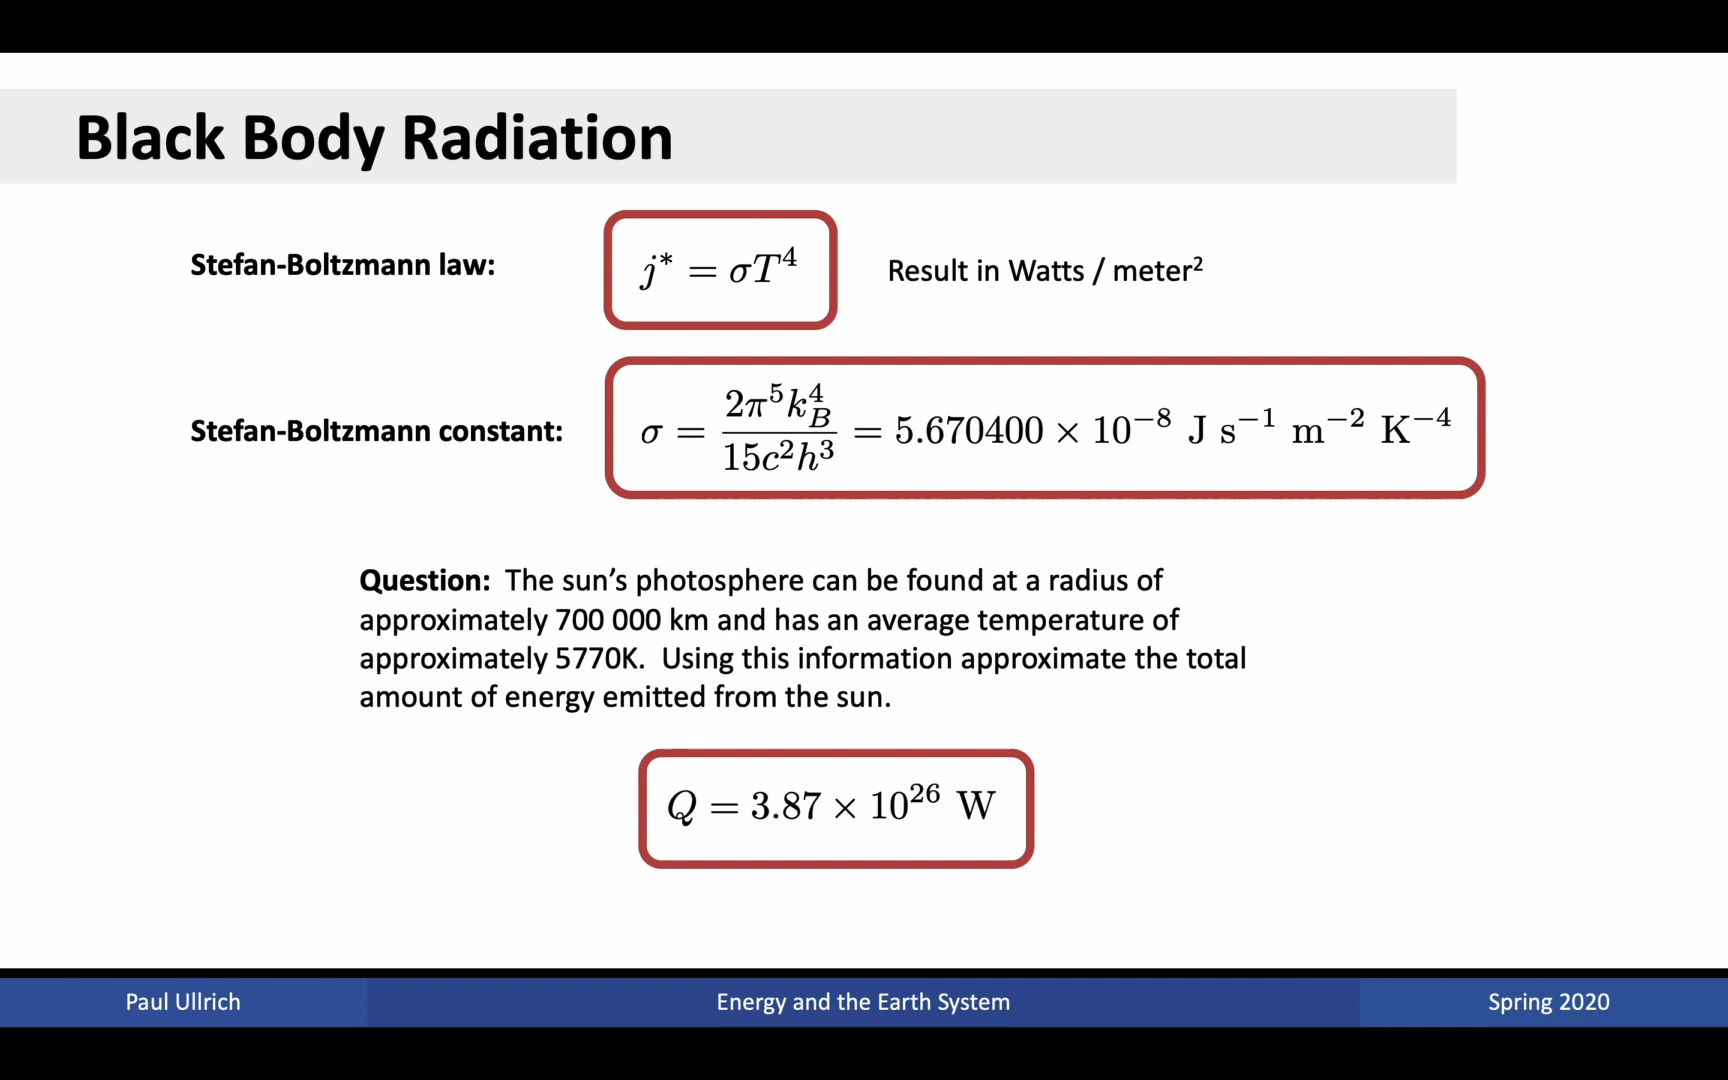 Black Body Radiation
Stefan-Boltzmann law: j* = σT⁴ Result in Watts / meter²
Stefan-Boltzmann constant: σ = 2π⁵k_B⁴ / 15c²h³ = 5.670400 × 10⁻⁸ J s⁻¹ m⁻² K⁻⁴
Question: The sun’s photosphere can be found at a radius of
approximately 700 000 km and has an average temperature of
approximately 5770K. Using this information approximate the total
amount of energy emitted from the sun.
Q = 3.87 × 10²⁶ W
Paul Ullrich Energy and the Earth System Spring 2020